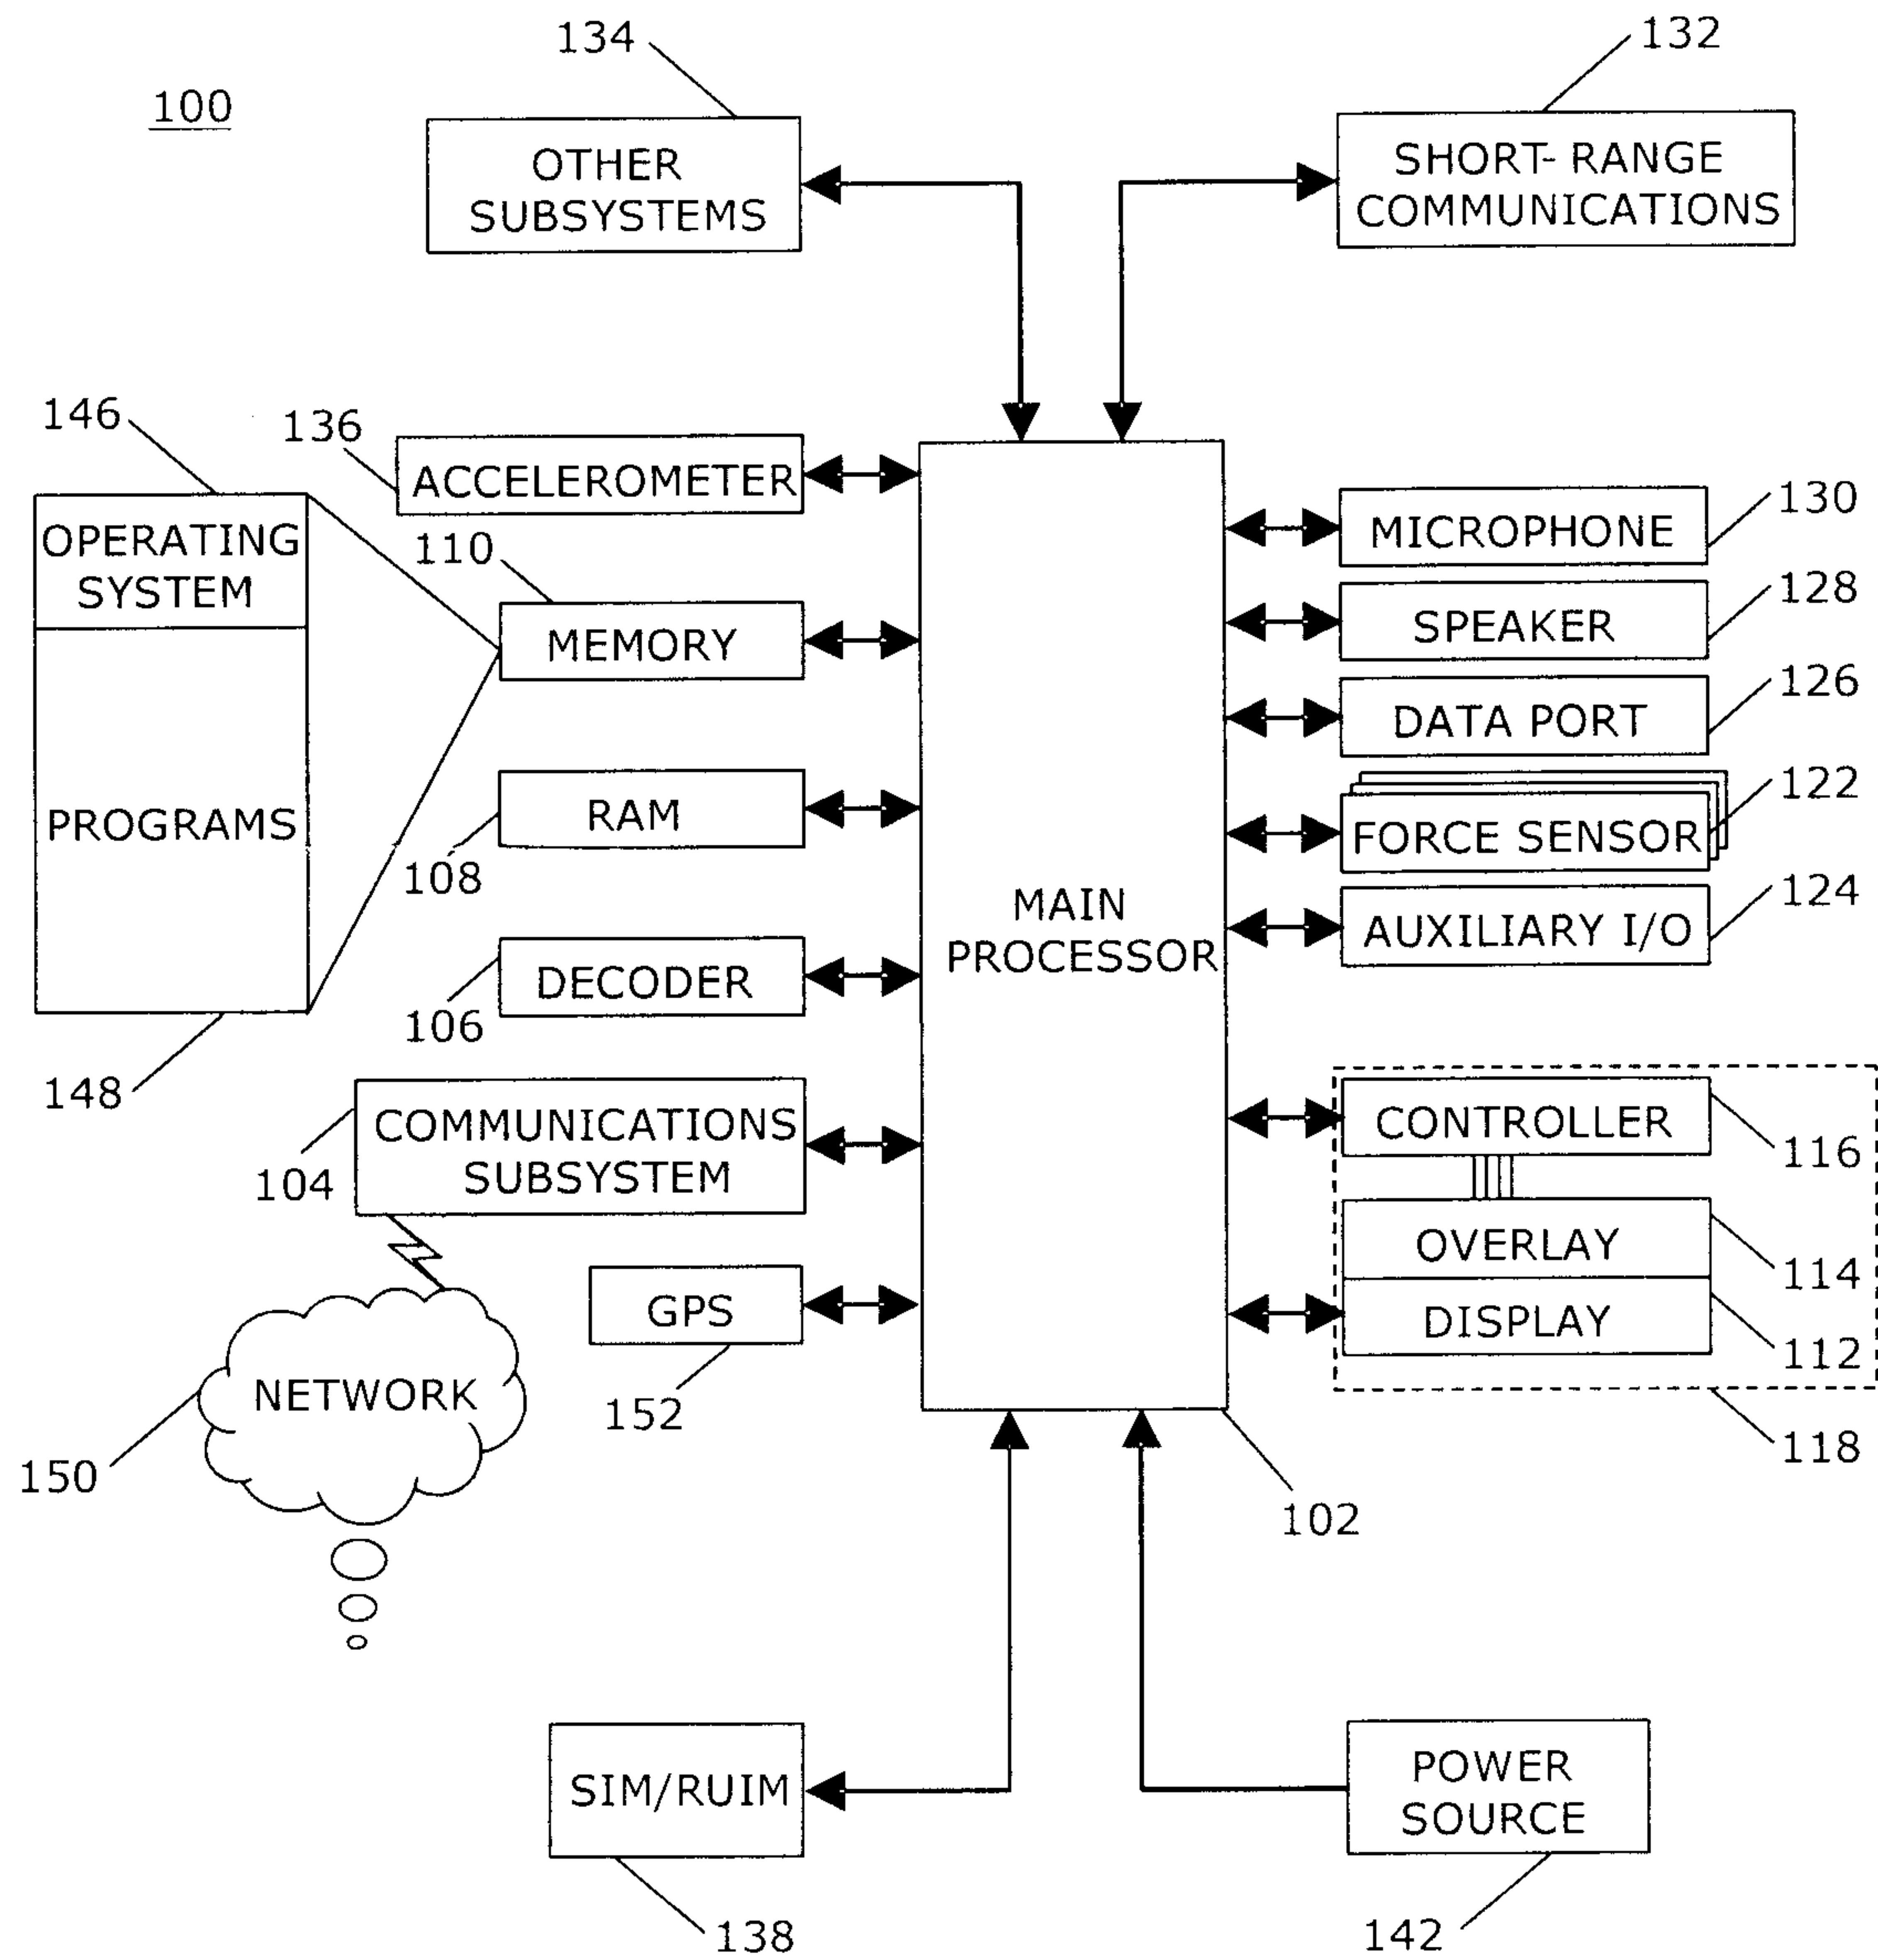 134
132
100
OTHER
SUBSYSTEMS
SHORT- RANGE
COMMUNICATIONS
146
136
ACCELEROMETER
130
MICROPHONE
OPERATING
SYSTEM
110
MEMORY
128
SPEAKER
126
DATA PORT
PROGRAMS
RAM
108
122
FORCE SENSOR
124
AUXILIARY I/O
MAIN
PROCESSOR
DECODER
106
148
COMMUNICATIONS
SUBSYSTEM
104
CONTROLLER
116
OVERLAY
114
DISPLAY
112
GPS
152
NETWORK
150
118
102
SIM/RUIM
138
POWER
SOURCE
142